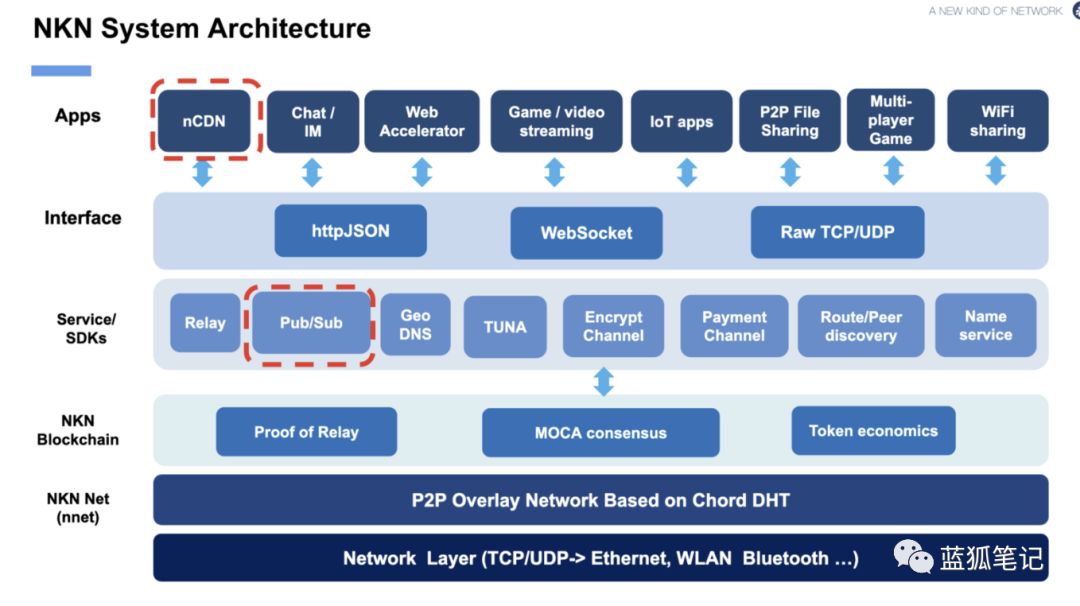 A NEW KIND OF NETWORK
NKN System Architecture
Apps
nCDN
Chat /
IM
Web
Accelerator
Game / video
streaming
IoT apps
P2P File
Sharing
Multi-
player
Game
WiFi
sharing
Interface
httpJSON
WebSocket
Raw TCP/UDP
Service/
SDKs
Relay
Pub/Sub
Geo
DNS
TUNA
Encrypt
Channel
Payment
Channel
Route/Peer
discovery
Name
service
NKN
Blockchain
Proof of Relay
MOCA consensus
Token economics
NKN Net
(nnet)
P2P Overlay Network Based on Chord DHT
Network Layer (TCP/UDP-> Ethernet, WLAN Bluetooth ...)
蓝狐笔记